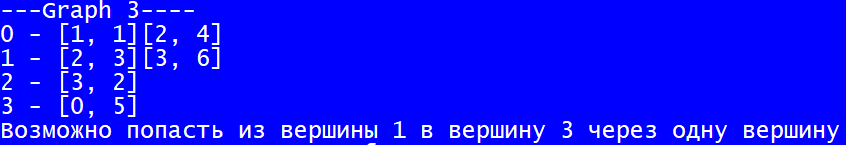 ---Graph 3----
0 - [1, 1][2, 4]
1 - [2, 3][3, 6]
2 - [3, 2]
3 - [0, 5]
Возможно попасть из вершины 1 в вершину 3 через одну вершину